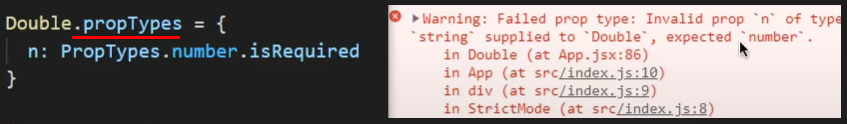 Double.propTypes = {
n: PropTypes.number.isRequired
}
Warning: Failed prop type: Invalid prop `n` of type
`string` supplied to `Double`, expected `number`.
in Double (at App.jsx:86)
in App (at src/index.js:10)
in div (at src/index.js:9)
in StrictMode (at src/index.js:8)